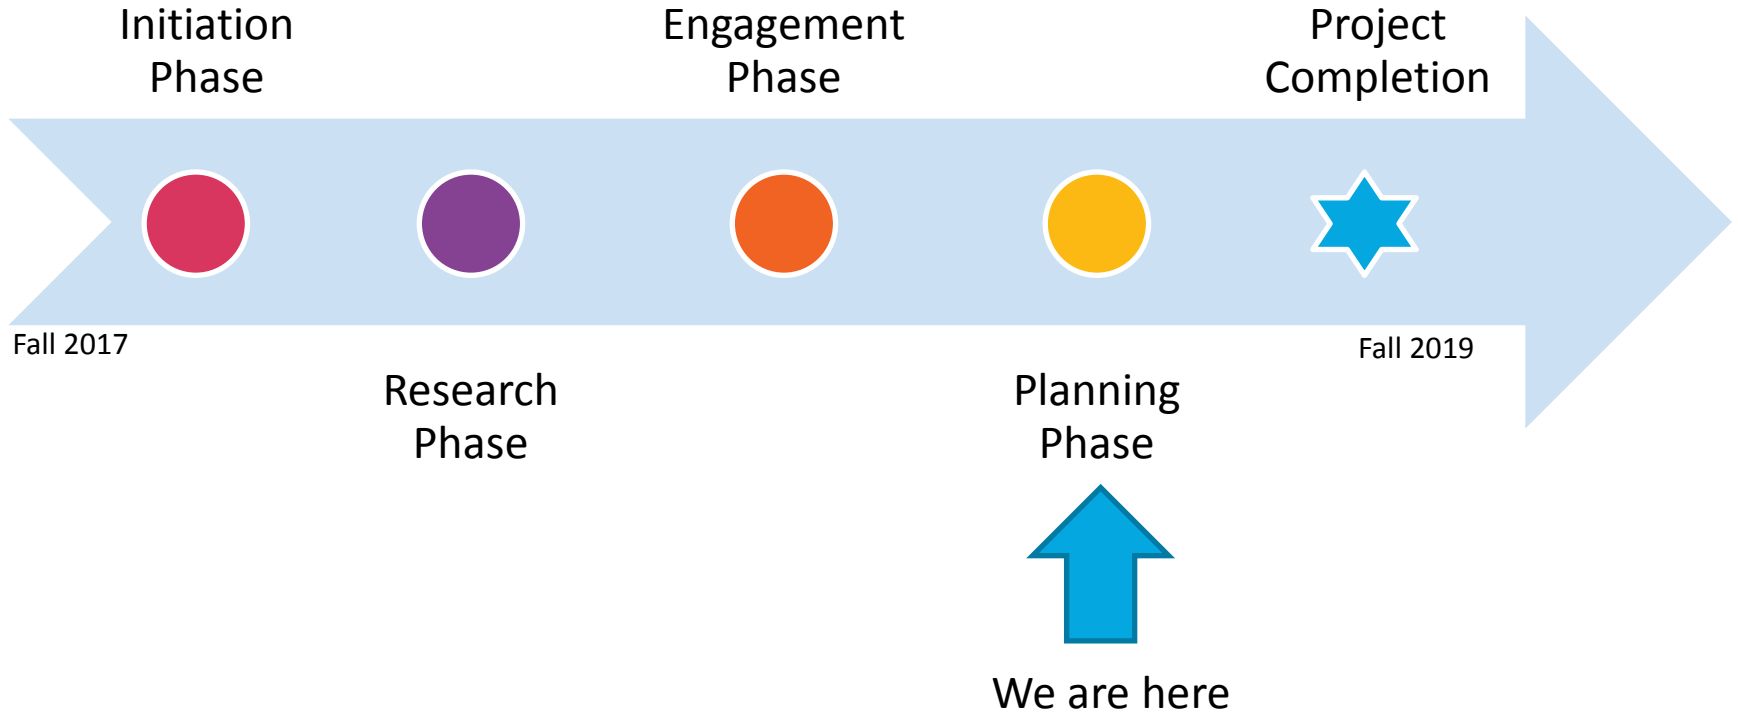 Initiation
Phase
Engagement
Phase
Project
Completion
Fall 2017
Fall 2019
Research
Phase
Planning
Phase
We are here